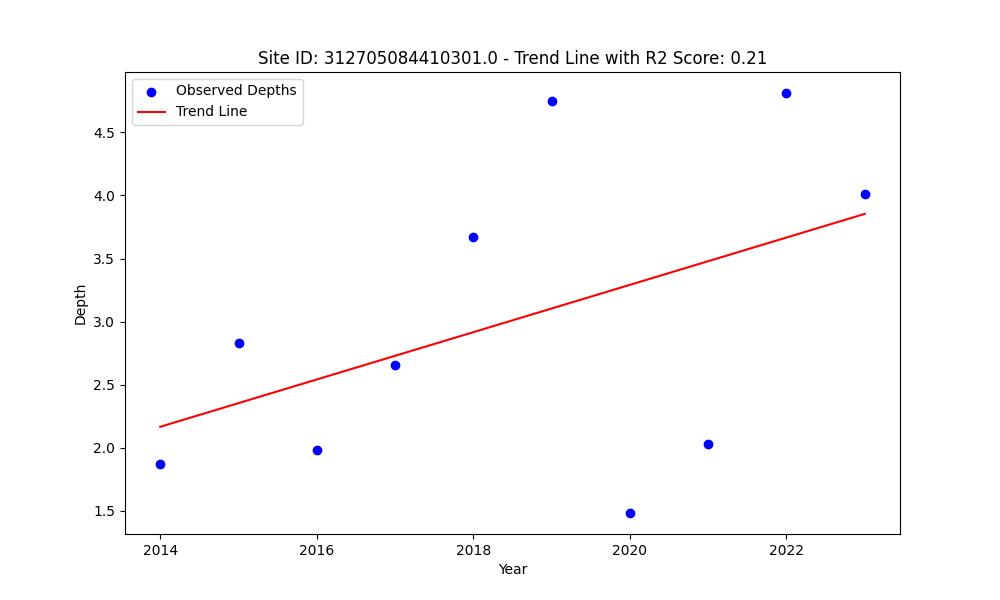 Site ID: 312705084410301.0 - Trend Line with R2 Score: 0.21
Observed Depths
Trend Line
4.5
4.0
3.5
3.0
2.5
2.0
1.5
Depth
2014
2016
2018
2020
2022
Year